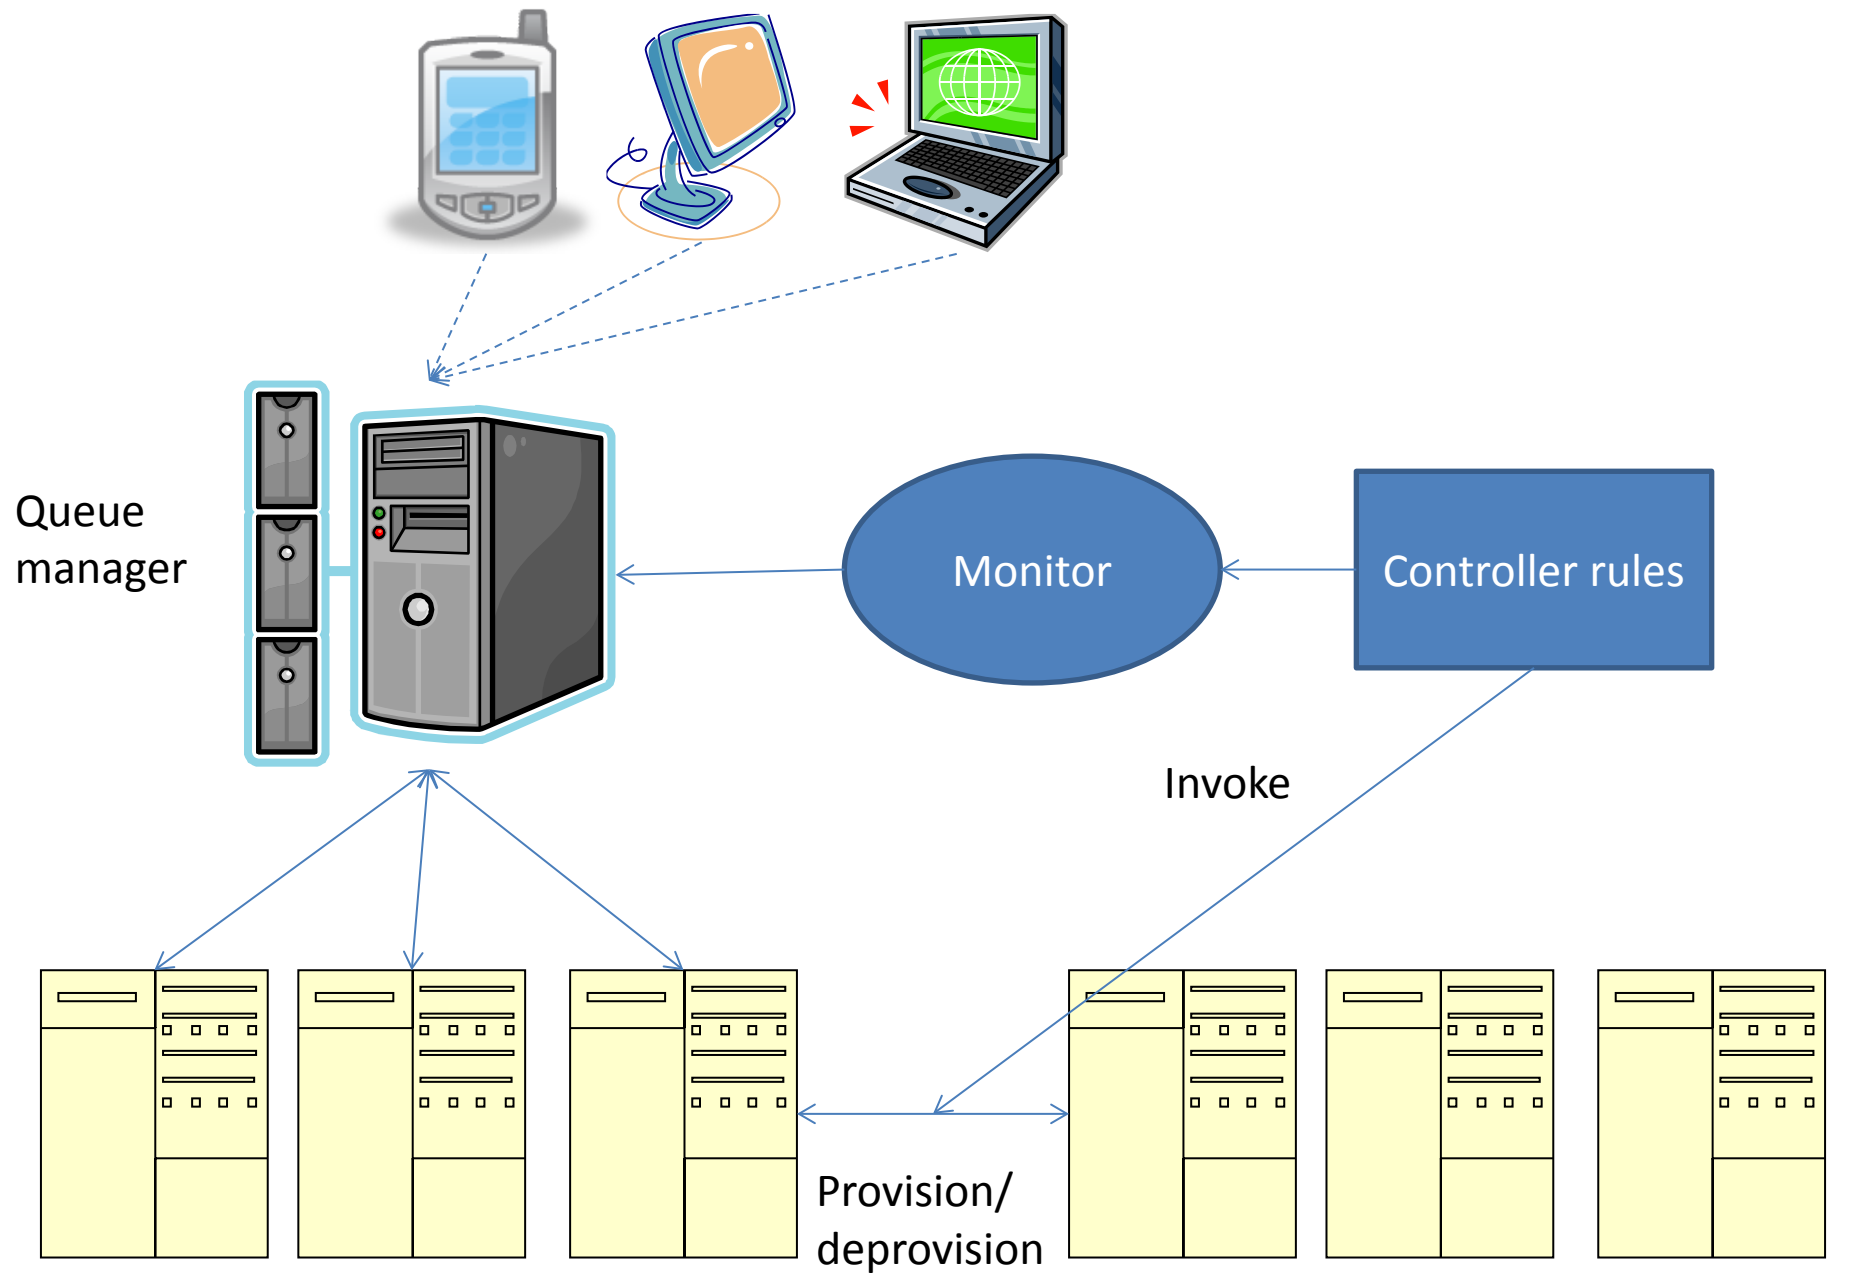 Queue
manager
Monitor
Controller rules
Invoke
Provision/
deprovision